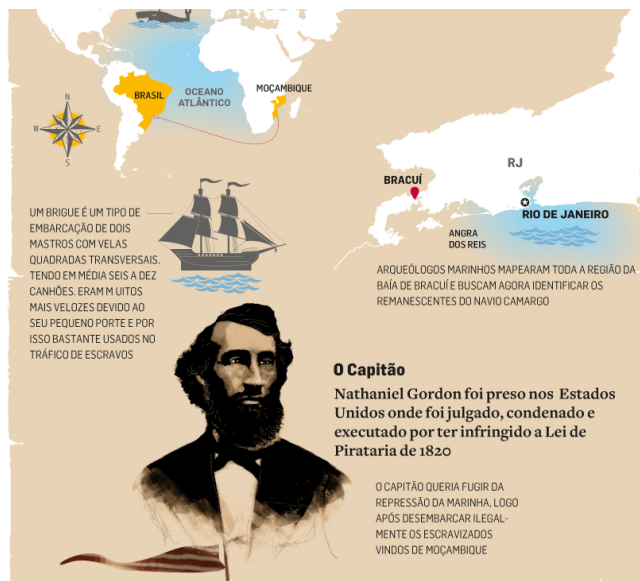 BRASIL
OCEANO
ATLÂNTICO
MOÇAMBIQUE
N
W
E
S
RJ
BRACUÍ
RIO DE JANEIRO
ANGRA
DOS REIS
UM BRIGUE É UM TIPO DE
EMBARCAÇÃO DE DOIS
MASTROS COM VELAS
QUADRADAS TRANSVERSAIS.
TENDO EM MÉDIA SEIS A DEZ
CANHÕES. ERAM M UITOS
MAIS VELOZES DEVIDO AO
SEU PEQUENO PORTE E POR
ISSO BASTANTE USADOS NO
TRÁFICO DE ESCRAVOS
ARQUEÓLOGOS MARINHOS MAPEARAM TODA A REGIÃO DA
BAÍA DE BRACUÍ E BUSCAM AGORA IDENTIFICAR OS
REMANESCENTES DO NAVIO CAMARGO
O Capitão
Nathaniel Gordon foi preso nos Estados
Unidos onde foi julgado, condenado e
executado por ter infringido a Lei de
Pirataria de 1820
O CAPITÃO QUERIA FUGIR DA
REPRESSÃO DA MARINHA, LOGO
APÓS DESEMBARCAR ILEGAL-
MENTE OS ESCRAVIZADOS
VINDOS DE MOÇAMBIQUE